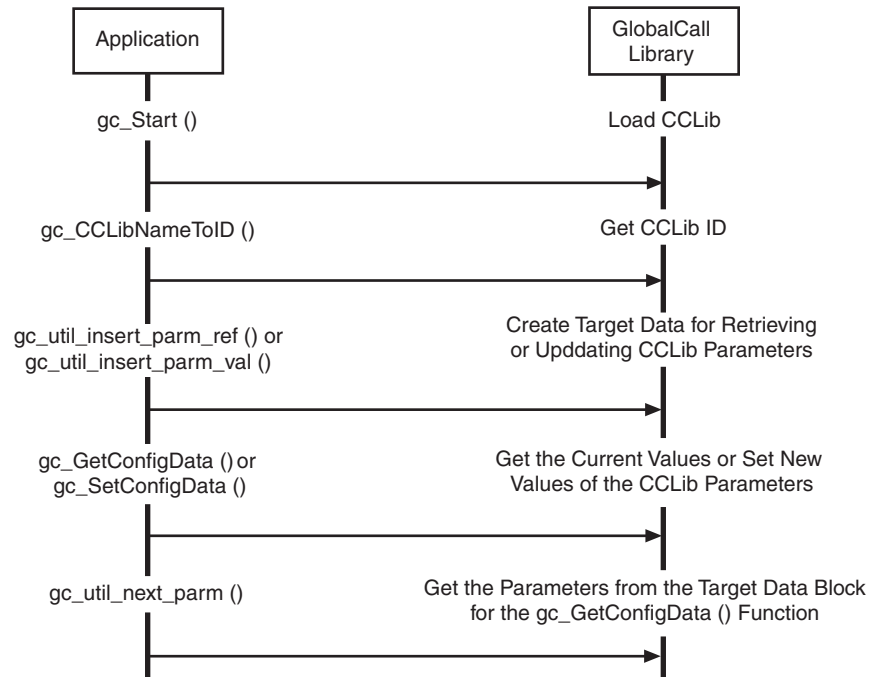 Application
GlobalCall
Library
gc_Start ()
Load CCLib
gc_CCLibNameToID ()
Get CCLib ID
gc_util_insert_parm_ref () or
gc_util_insert_parm_val ()
Create Target Data for Retrieving
or Upddating CCLib Parameters
gc_GetConfigData () or
gc_SetConfigData ()
Get the Current Values or Set New
Values of the CCLib Parameters
gc_util_next_parm ()
Get the Parameters from the Target Data Block
for the gc_GetConfigData () Function